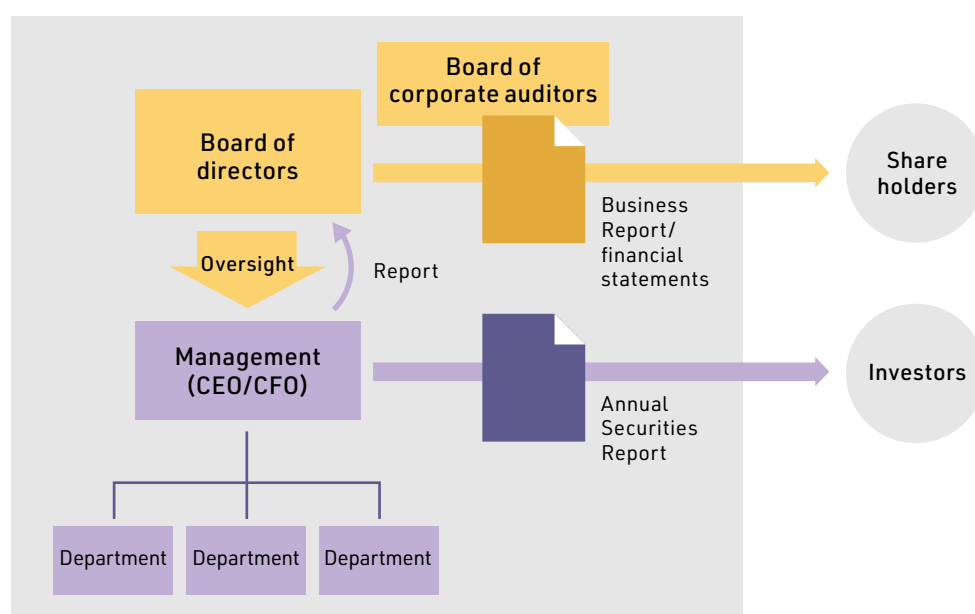 Board of
corporate auditors
Board of
directors
Share
holders
Business
Report/
financial
statements
Oversight
Report
Management
(CEO/CFO)
Investors
Annual
Securities
Report
Department
Department
Department